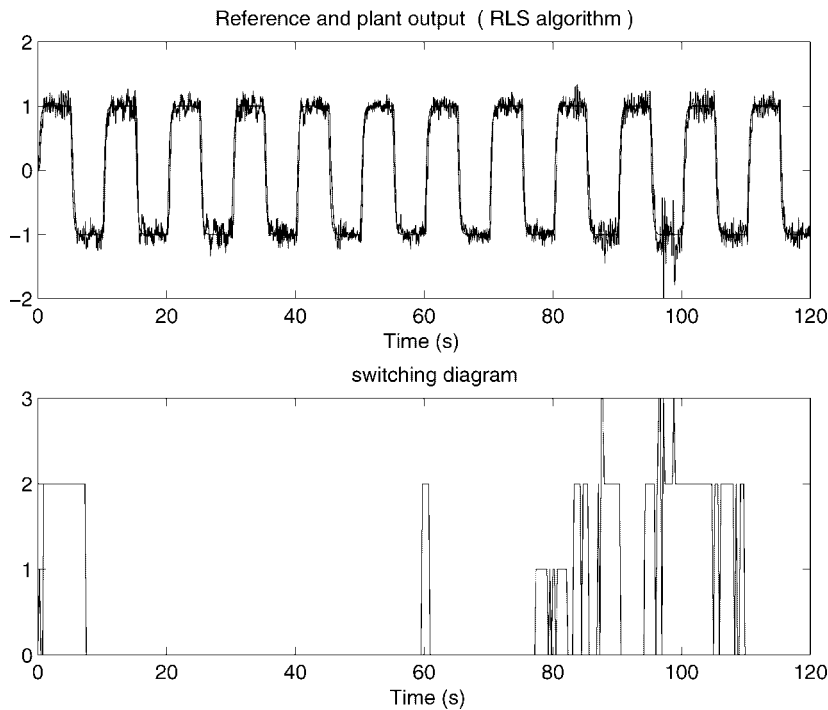 Reference and plant output ( RLS algorithm )
2
1
0
−1
−2
0 20 40 60 80 100 120
Time (s)
switching diagram
3
2
1
0
0 20 40 60 80 100 120
Time (s)